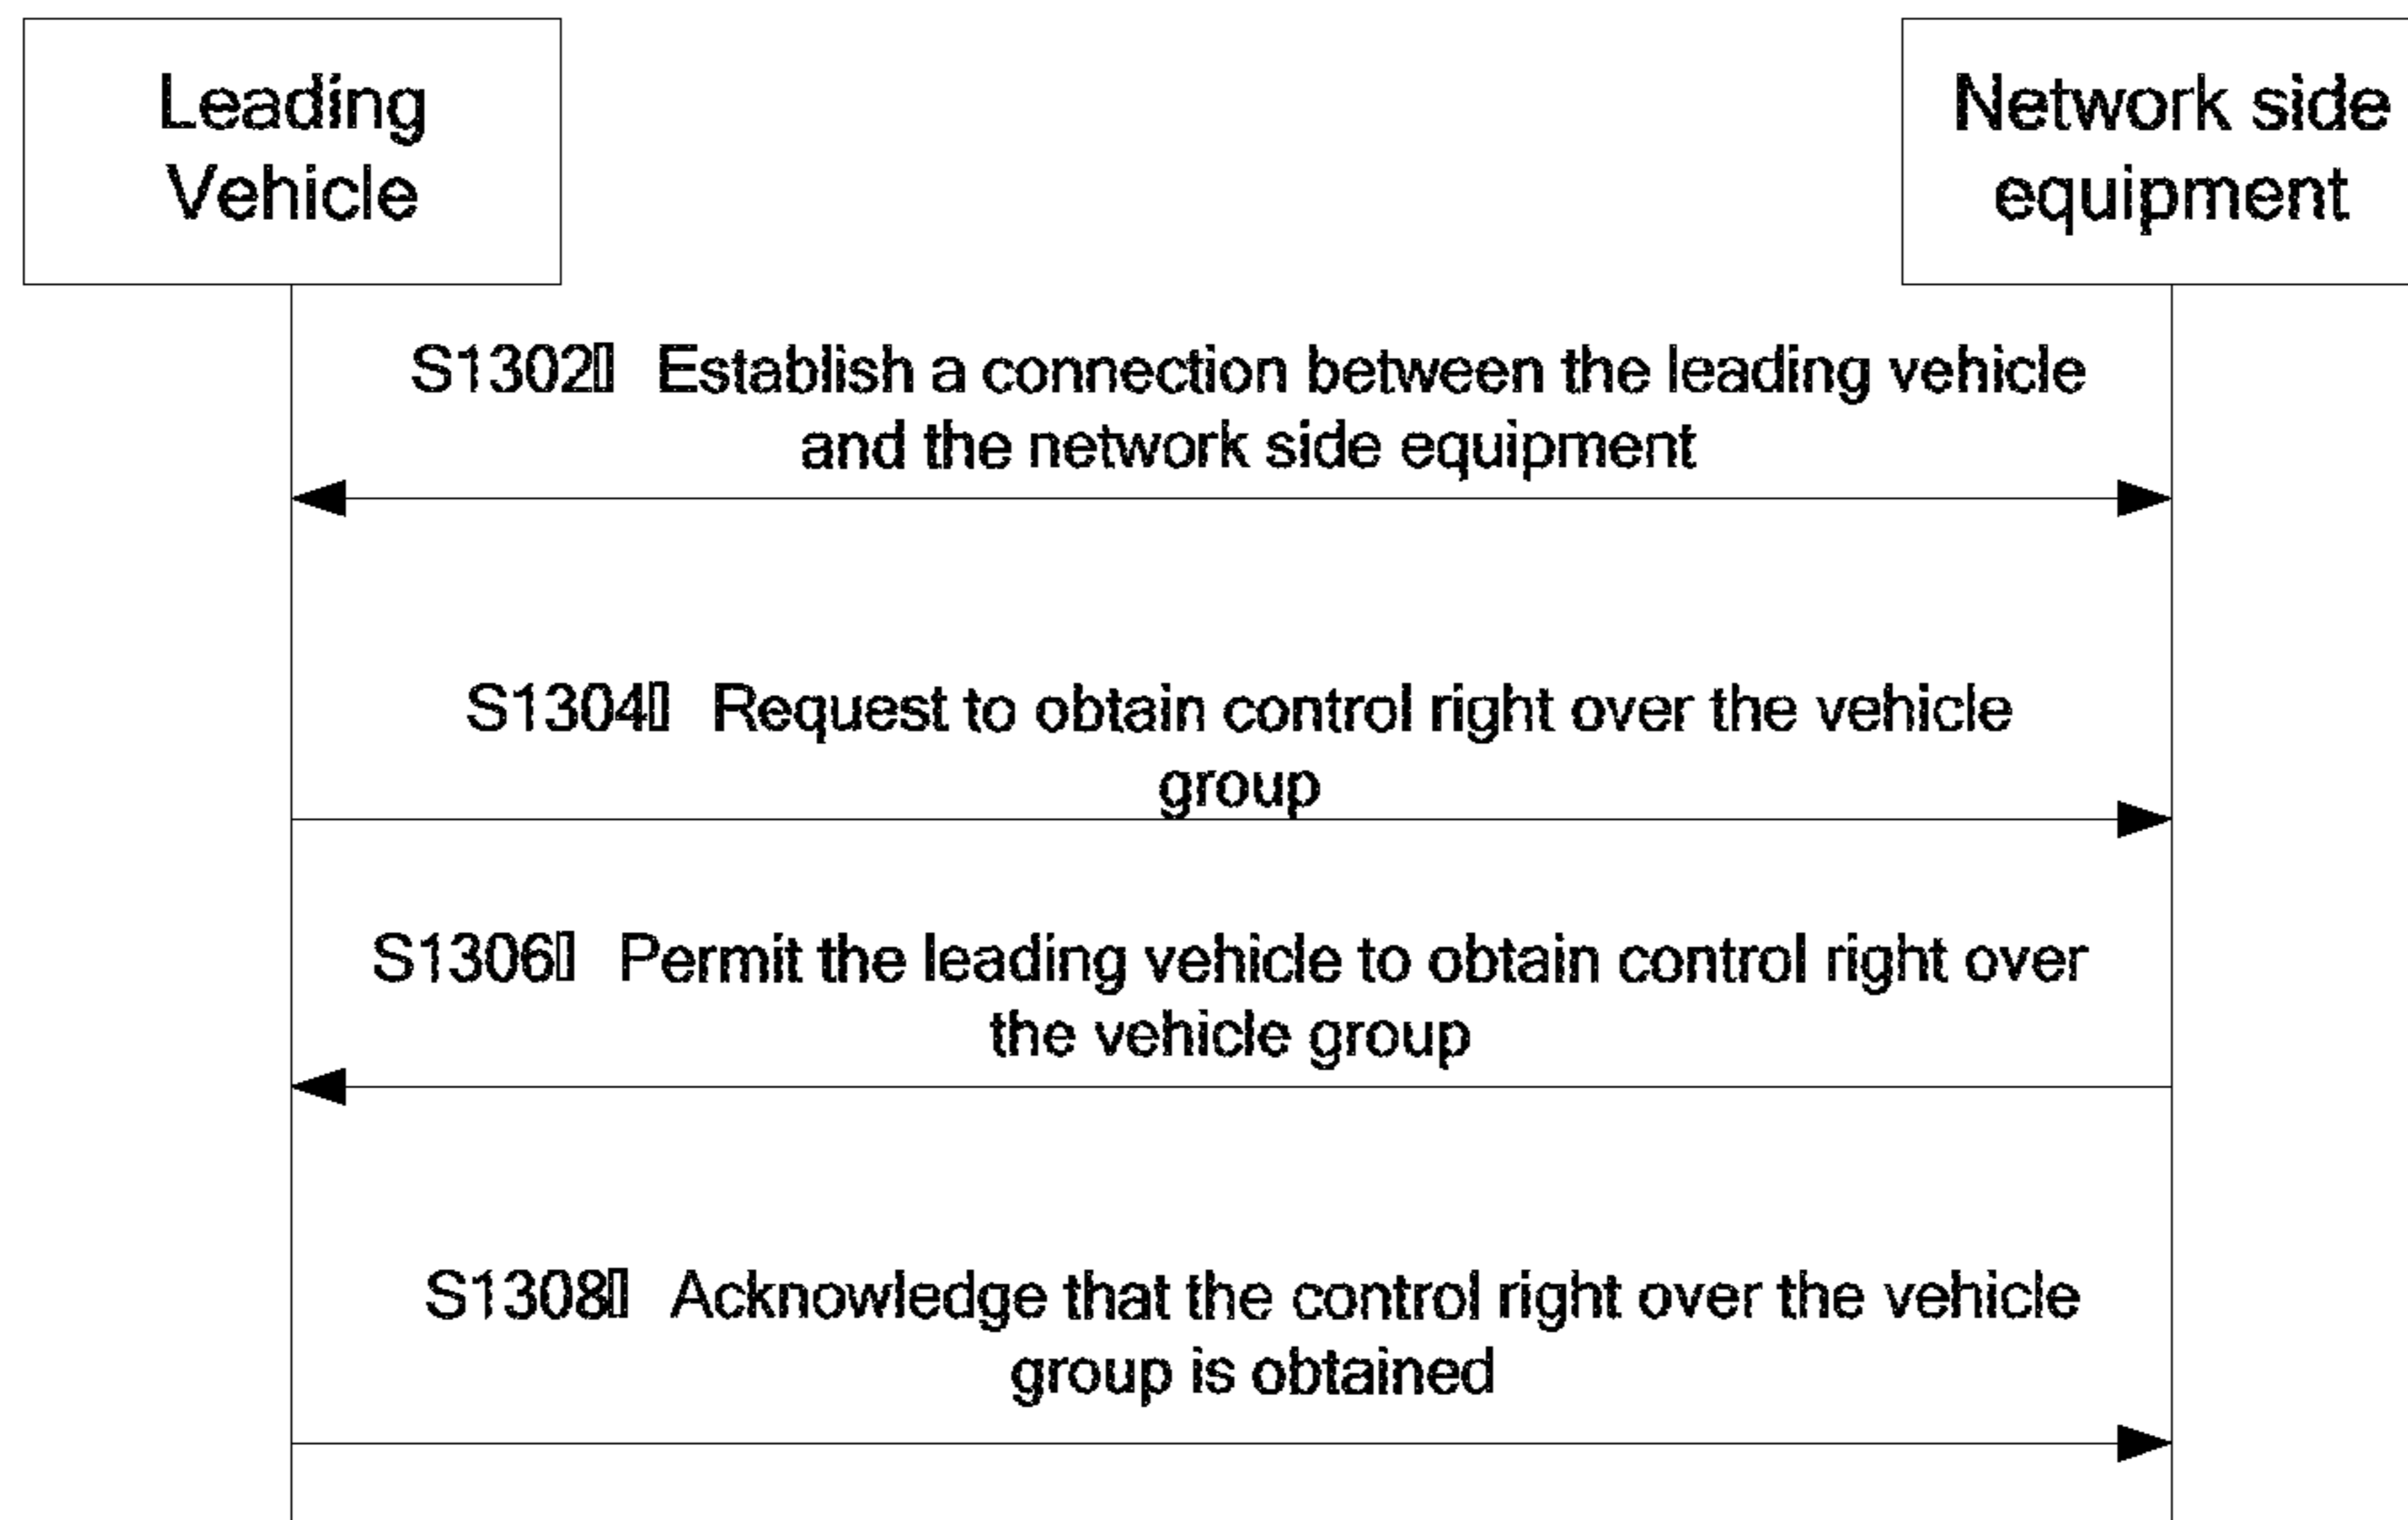 Leading
Vehicle
Network side
equipment
S1302▯ Establish a connection between the leading vehicle
and the network side equipment
S1304▯ Request to obtain control right over the vehicle
group
S1306▯ Permit the leading vehicle to obtain control right over
the vehicle group
S1308▯ Acknowledge that the control right over the vehicle
group is obtained